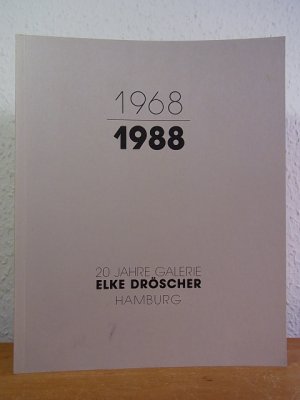 1968
1988
20 JAHRE GALERIE
ELKE DRÖSCHER
HAMBURG